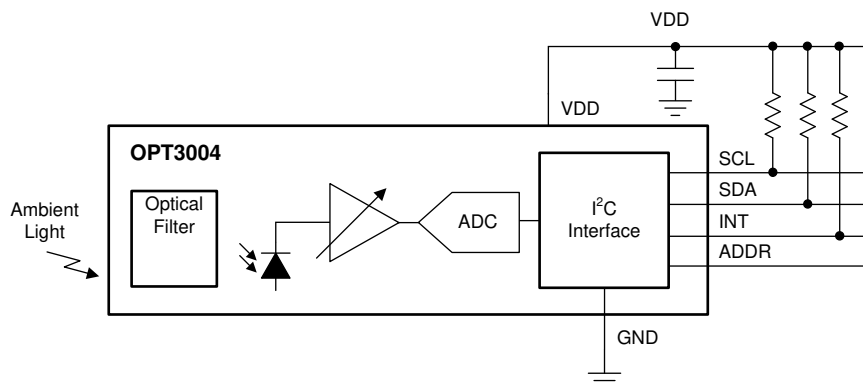 VDD
VDD
OPT3004
SCL
Optical
Filter
SDA
Ambient
Light
ADC
I²C
Interface
INT
ADDR
GND